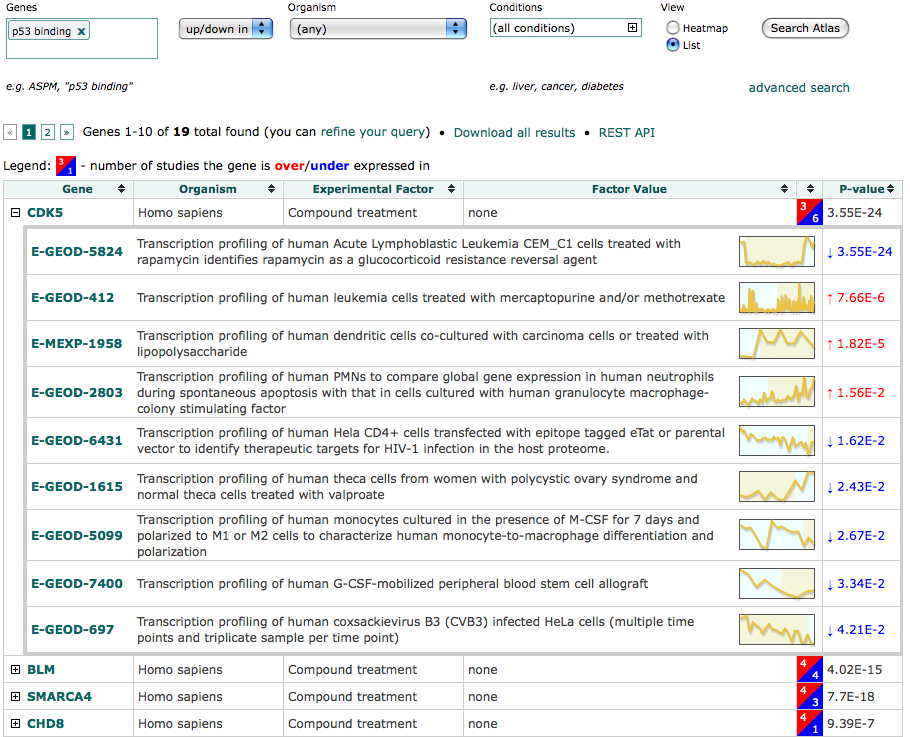 Genes
Organism
Conditions
View
p53 binding x
up/down in
(any)
(all conditions)
Heatmap
List
Search Atlas
e.g. ASPM, "p53 binding"
e.g. liver, cancer, diabetes
advanced search
« 1 2 » Genes 1-10 of 19 total found (you can refine your query) • Download all results • REST API
Legend: 3 1 - number of studies the gene is over/under expressed in
Gene Organism Experimental Factor Factor Value P-value
CDK5 Homo sapiens Compound treatment none 3 6 3.55E-24
E-GEOD-5824 Transcription profiling of human Acute Lymphoblastic Leukemia CEM_C1 cells treated with
rapamycin identifies rapamycin as a glucocorticoid resistance reversal agent
↓ 3.55E-24
E-GEOD-412 Transcription profiling of human leukemia cells treated with mercaptopurine and/or methotrexate ↑ 7.66E-6
E-MEXP-1958 Transcription profiling of human dendritic cells co-cultured with carcinoma cells or treated with
lipopolysaccharide
↑ 1.82E-5
E-GEOD-2803 Transcription profiling of human PMNs to compare global gene expression in human neutrophils
during spontaneous apoptosis with that in cells cultured with human granulocyte macrophage-
colony stimulating factor
↑ 1.56E-2
E-GEOD-6431 Transcription profiling of human Hela CD4+ cells transfected with epitope tagged eTat or parental
vector to identify therapeutic targets for HIV-1 infection in the host proteome.
↓ 1.62E-2
E-GEOD-1615 Transcription profiling of human theca cells from women with polycystic ovary syndrome and
normal theca cells treated with valproate
↓ 2.43E-2
E-GEOD-5099 Transcription profiling of human monocytes cultured in the presence of M-CSF for 7 days and
polarized to M1 or M2 cells to characterize human monocyte-to-macrophage differentiation and
polarization
↓ 2.67E-2
E-GEOD-7400 Transcription profiling of human G-CSF-mobilized peripheral blood stem cell allograft ↓ 3.34E-2
E-GEOD-697 Transcription profiling of human coxsackievirus B3 (CVB3) infected HeLa cells (multiple time
points and triplicate sample per time point)
↓ 4.21E-2
BLM Homo sapiens Compound treatment none 4 4 4.02E-15
SMARCA4 Homo sapiens Compound treatment none 4 3 7.7E-18
CHD8 Homo sapiens Compound treatment none 4 1 9.39E-7